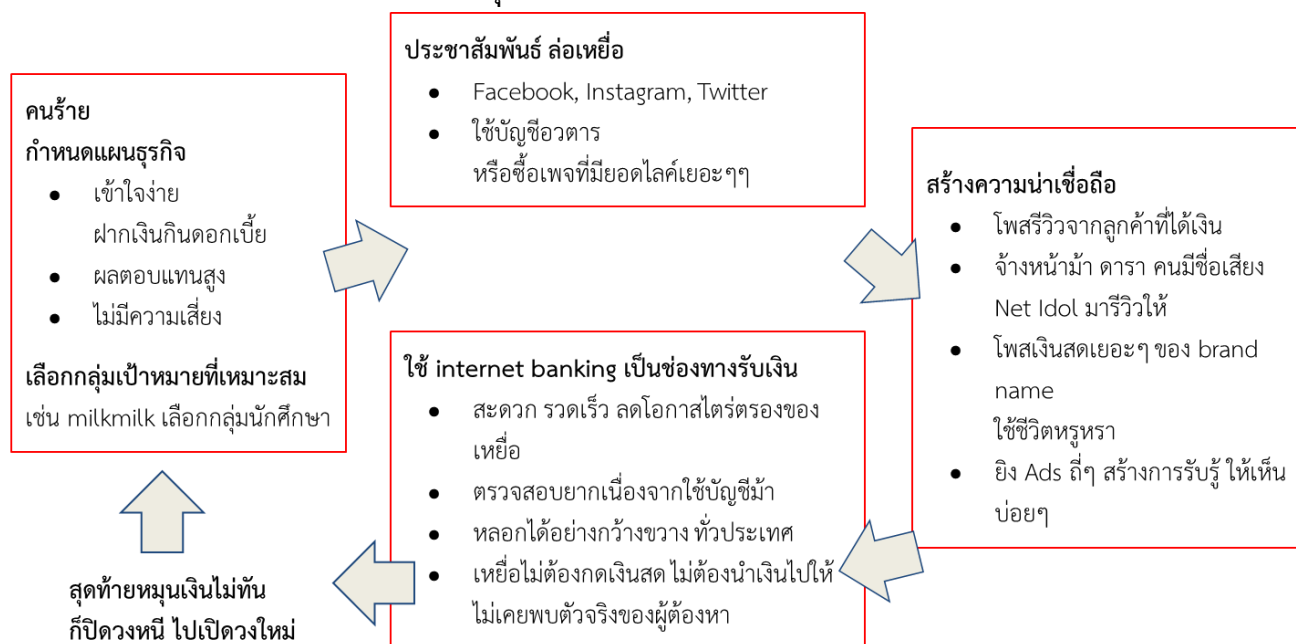 คนร้าย
กำหนดแผนธุรกิจ
● เข้าใจง่าย
ฝากเงินกินดอกเบี้ย
● ผลตอบแทนสูง
● ไม่มีความเสี่ยง
เลือกกลุ่มเป้าหมายที่เหมาะสม
เช่น milkmilk เลือกกลุ่มนักศึกษา
ประชาสัมพันธ์ ล่อเหยื่อ
● Facebook, Instagram, Twitter
● ใช้บัญชีอวตาร
หรือซื้อเพจที่มียอดไลค์เยอะๆๆ
สร้างความน่าเชื่อถือ
● โพสรีวิวจากลูกค้าที่ได้เงิน
● จ้างหน้าม้า ดารา คนมีชื่อเสียง
Net Idol มารีวิวให้
● โพสเงินสดเยอะๆ ของ brand
name
ใช้ชีวิตหรูหรา
● ยิง Ads ถี่ๆ สร้างการรับรู้ ให้เห็น
บ่อยๆ
ใช้ internet banking เป็นช่องทางรับเงิน
● สะดวก รวดเร็ว ลดโอกาสไตร่ตรองของ
เหยื่อ
● ตรวจสอบยากเนื่องจากใช้บัญชีม้า
● หลอกได้อย่างกว้างขวาง ทั่วประเทศ
● เหยื่อไม่ต้องกดเงินสด ไม่ต้องนำเงินไปให้
ไม่เคยพบตัวจริงของผู้ต้องหา
สุดท้ายหมุนเงินไม่ทัน
ก็ปิดวงหนี ไปเปิดวงใหม่